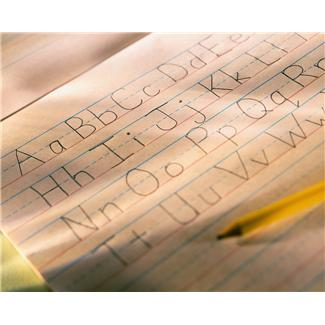 Aa Bb Cc Dd Ee
Hh Ii Jj Kk Ll
Nn Oo Pp Qq Rr
Tt Uu Vv Ww